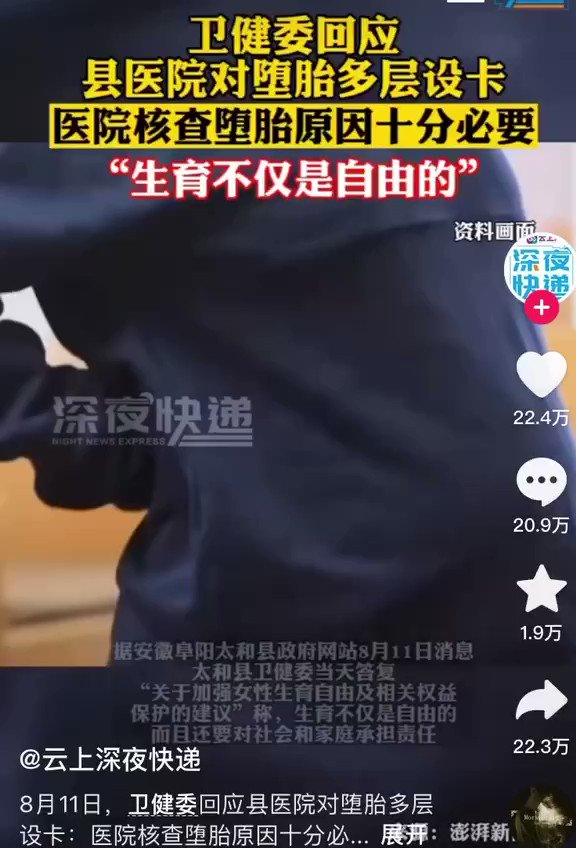 卫健委回应
县医院对堕胎多层设卡
医院核查堕胎原因十分必要
“生育不仅是自由的”
资料画面
云上
深夜
快递
22.4万
深夜快递
NIGHT NEWS EXPRESS
20.9万
1.9万
据安徽阜阳太和县政府网站8月11日消息
太和县卫健委当天答复
“关于加强女性生育自由及相关权益
保护的建议”称，生育不仅是自由的
而且还要对社会和家庭承担责任
22.3万
@云上深夜快递
8月11日，卫健委回应县医院对堕胎多层
设卡：医院核查堕胎原因十分必... 展开
澎湃新